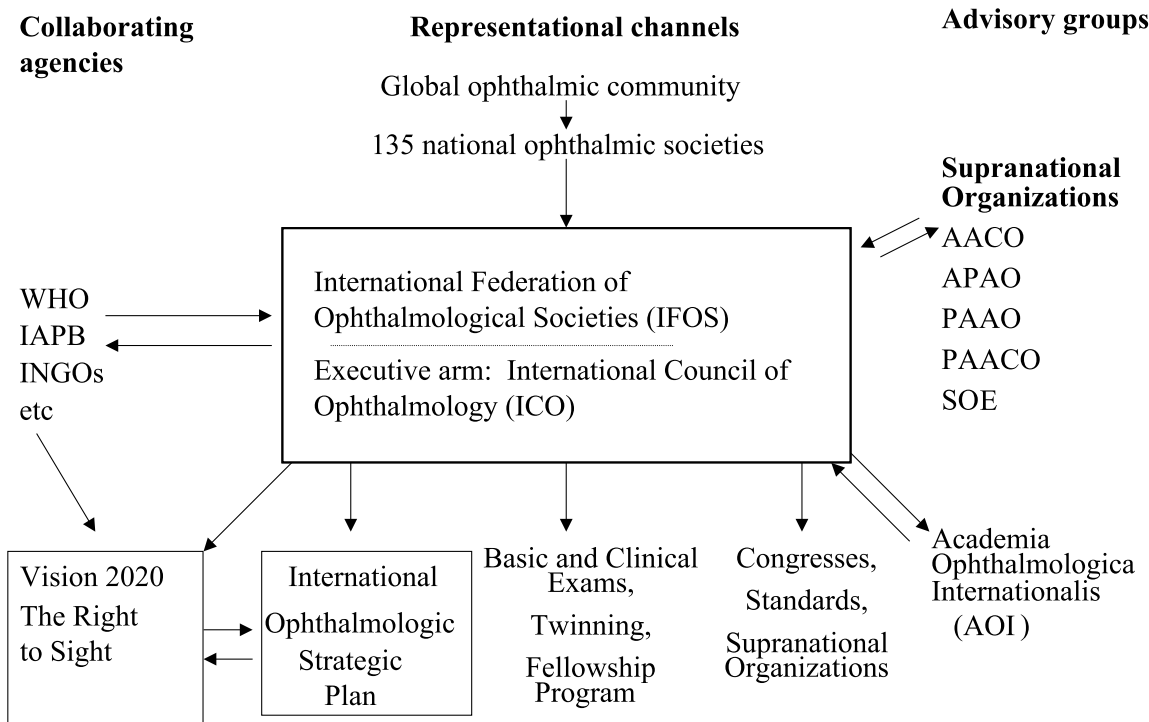 Collaborating
agencies
Representational channels
Advisory groups
Global ophthalmic community
135 national ophthalmic societies
Supranational
Organizations
AACO
APAO
PAAO
PAACO
SOE
International Federation of
Ophthalmological Societies (IFOS)
Executive arm:  International Council of
Ophthalmology (ICO)
WHO
IAPB
INGOs
etc
Vision 2020
The Right
to Sight
International
Ophthalmologic
Strategic
Plan
Basic and Clinical
Exams,
Twinning,
Fellowship
Program
Congresses,
Standards,
Supranational
Organizations
Academia
Ophthalmologica
Internationalis
(AOI )